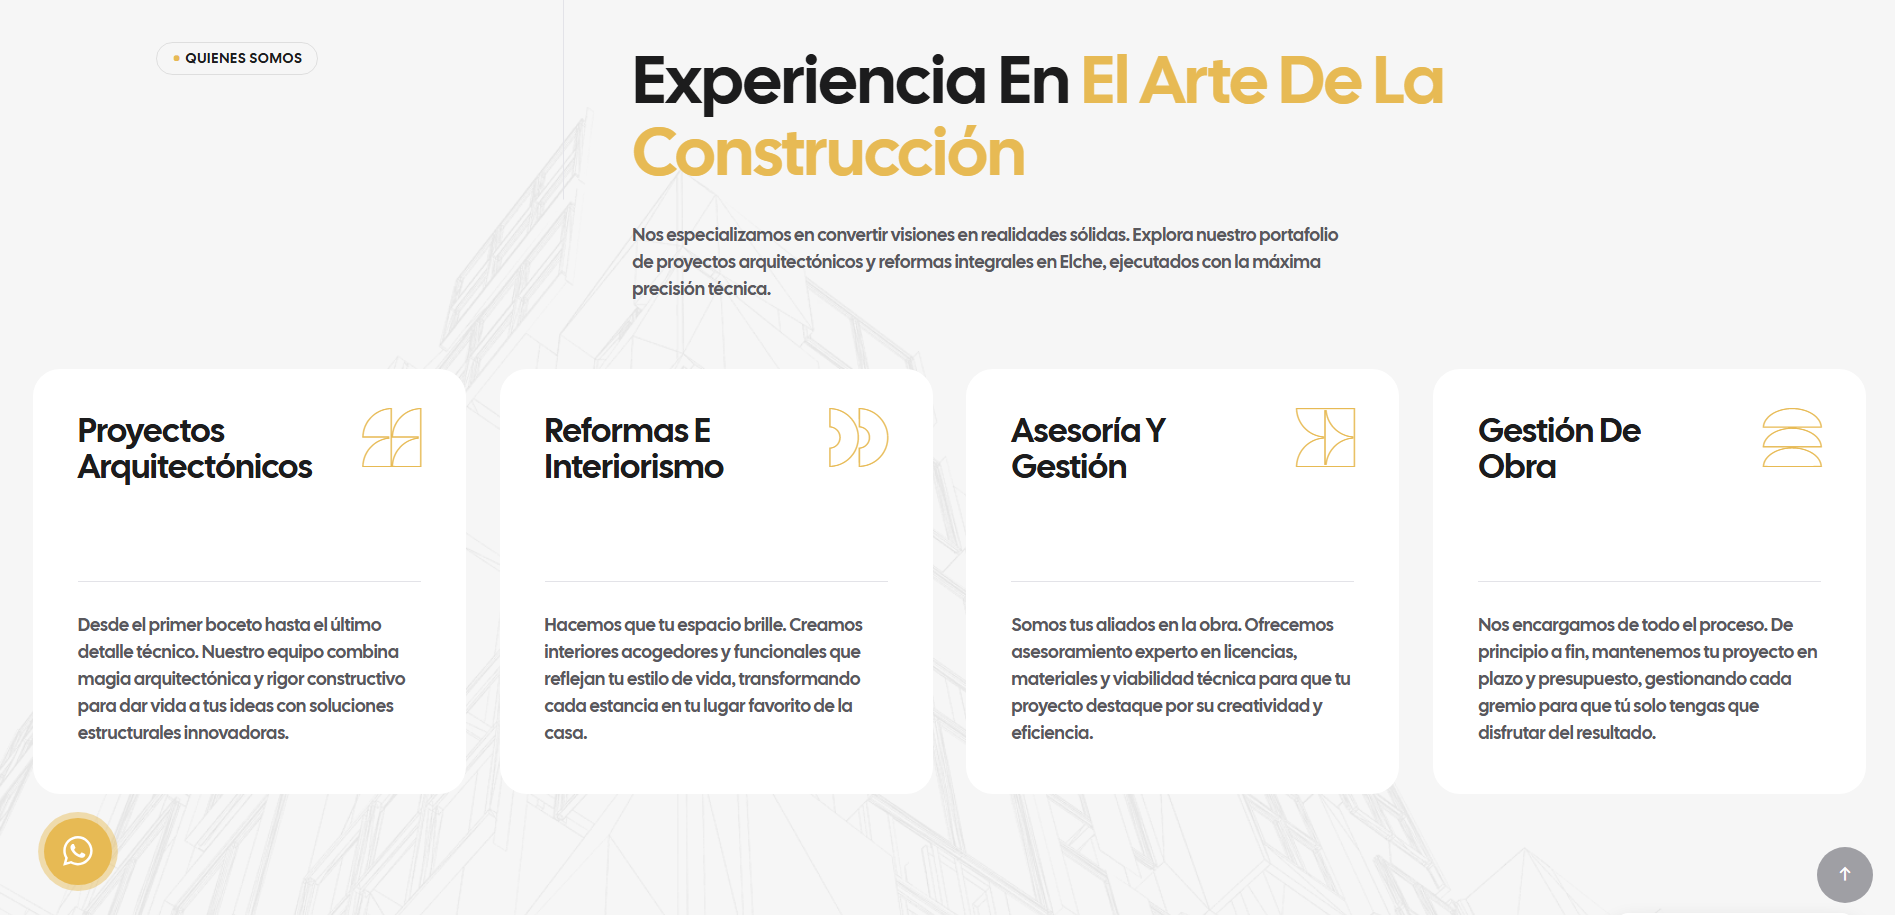 QUIENES SOMOS
Experiencia En El Arte De La
Construcción
Nos especializamos en convertir visiones en realidades sólidas. Explora nuestro portafolio
de proyectos arquitectónicos y reformas integrales en Elche, ejecutados con la máxima
precisión técnica.
Proyectos
Arquitectónicos
Desde el primer boceto hasta el último
detalle técnico. Nuestro equipo combina
magia arquitectónica y rigor constructivo
para dar vida a tus ideas con soluciones
estructurales innovadoras.
Reformas E
Interiorismo
Hacemos que tu espacio brille. Creamos
interiores acogedores y funcionales que
reflejan tu estilo de vida, transformando
cada estancia en tu lugar favorito de la
casa.
Asesoría Y
Gestión
Somos tus aliados en la obra. Ofrecemos
asesoramiento experto en licencias,
materiales y viabilidad técnica para que tu
proyecto destaque por su creatividad y
eficiencia.
Gestión De
Obra
Nos encargamos de todo el proceso. De
principio a fin, mantenemos tu proyecto en
plazo y presupuesto, gestionando cada
gremio para que tú solo tengas que
disfrutar del resultado.